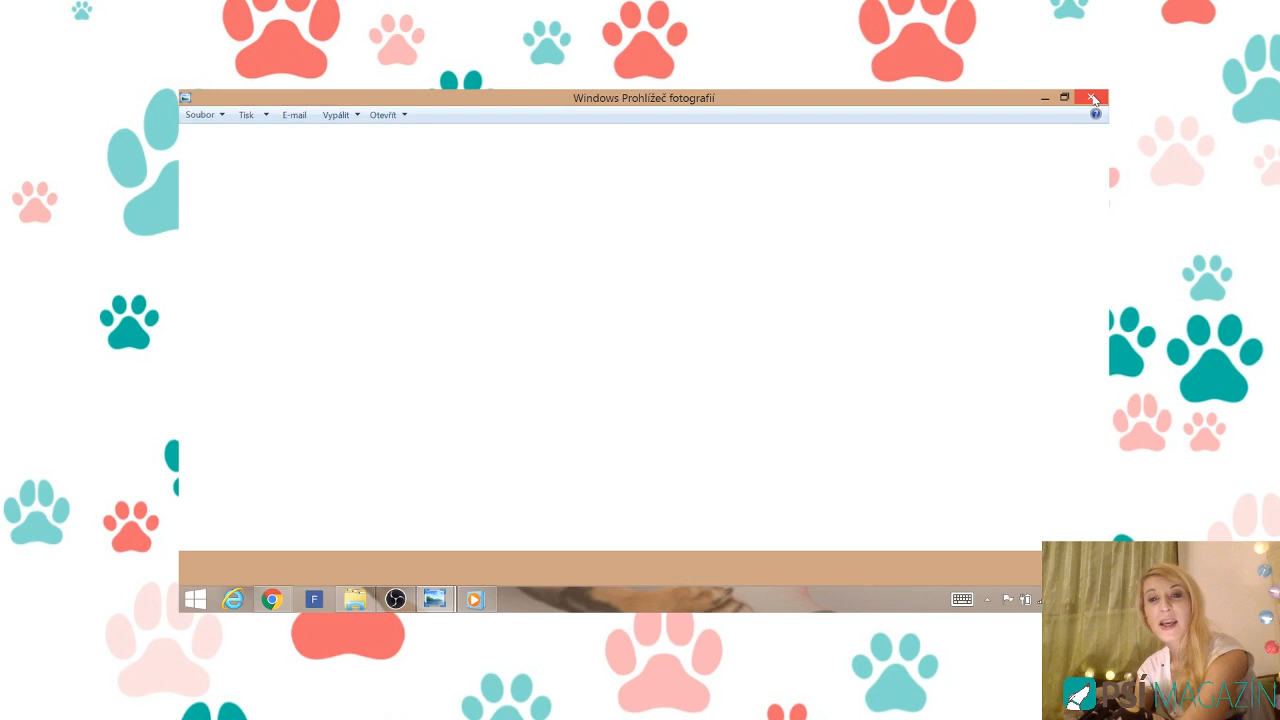 Windows Prohlížeč fotografií
Soubor Tisk E-mail Vypálit Otevřít
F
PSÍ MAGAZÍN